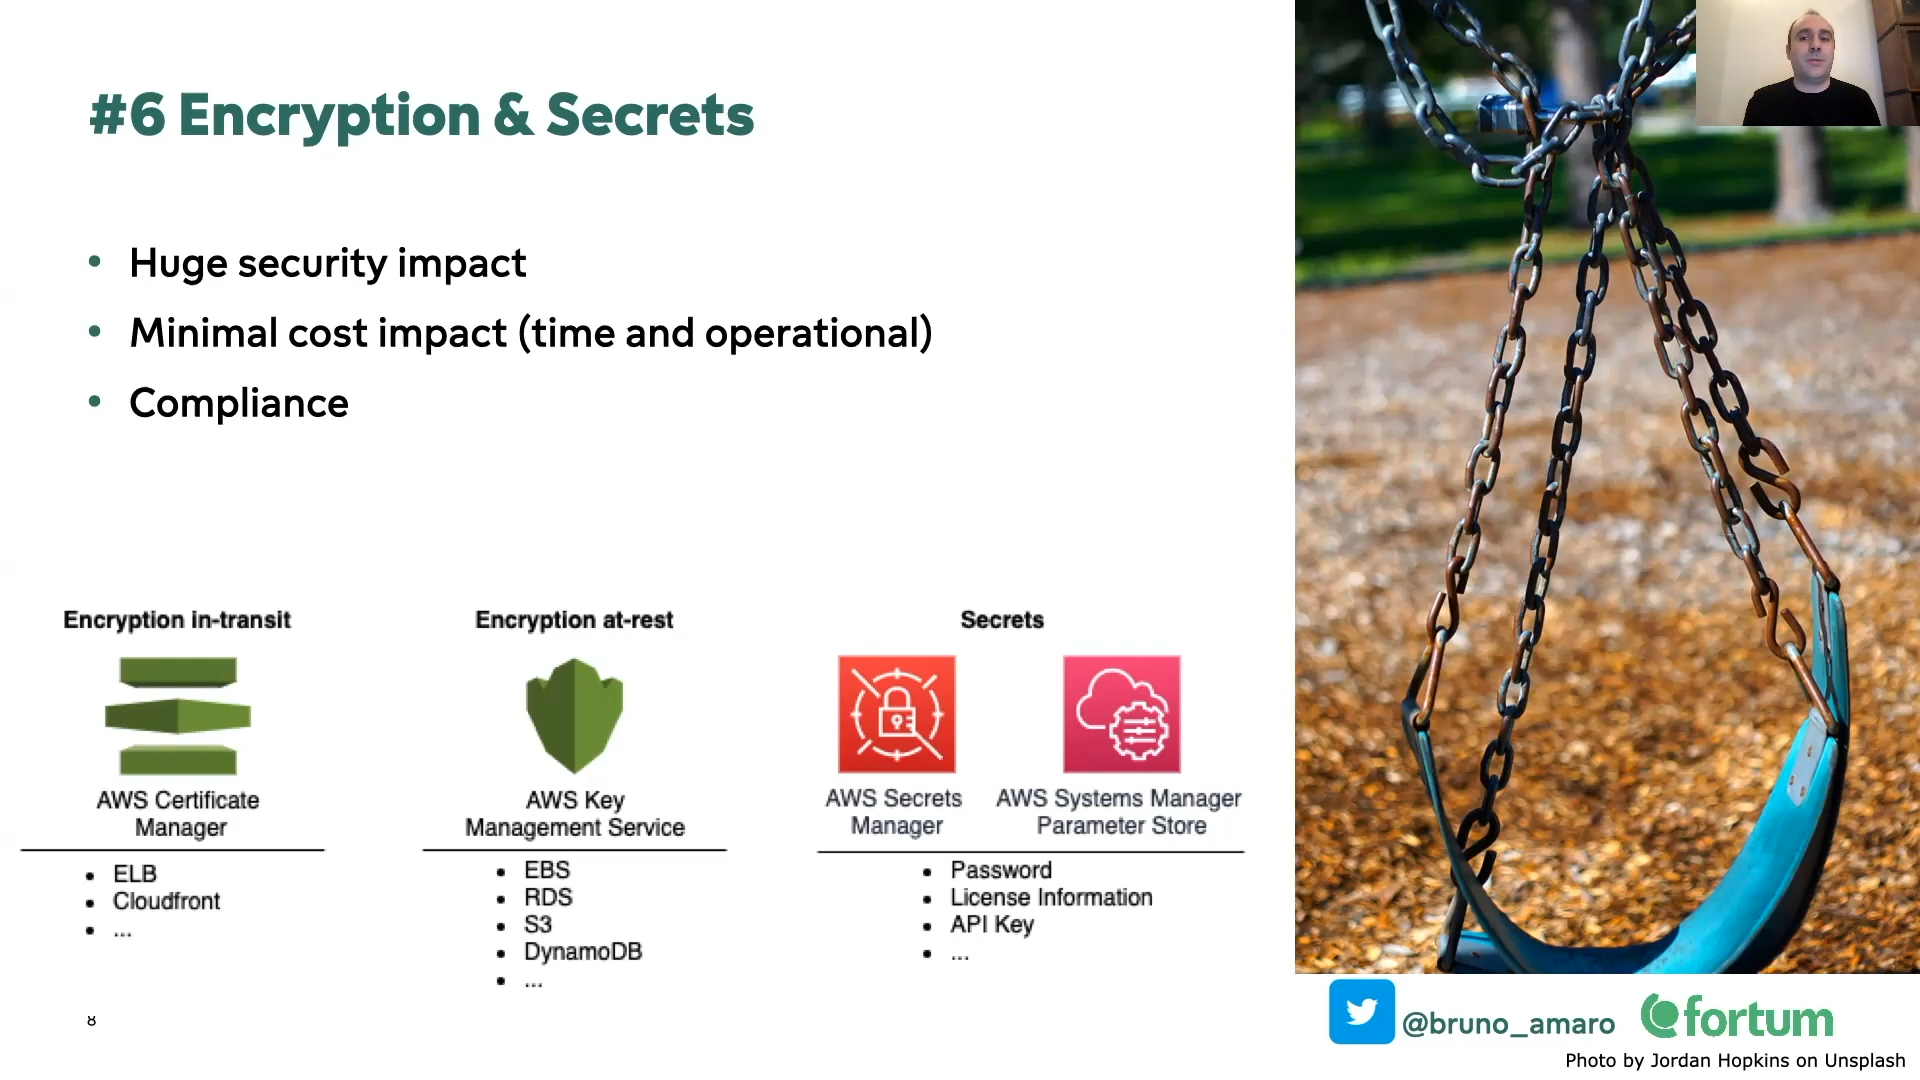 #6 Encryption & Secrets
• Huge security impact
• Minimal cost impact (time and operational)
• Compliance
Encryption in-transit
AWS Certificate
Manager
• ELB
• Cloudfront
• ...
Encryption at-rest
AWS Key
Management Service
• EBS
• RDS
• S3
• DynamoDB
• ...
Secrets
AWS Secrets
Manager
AWS Systems Manager
Parameter Store
• Password
• License Information
• API Key
• ...
8
@bruno_amaro
fortum
Photo by Jordan Hopkins on Unsplash